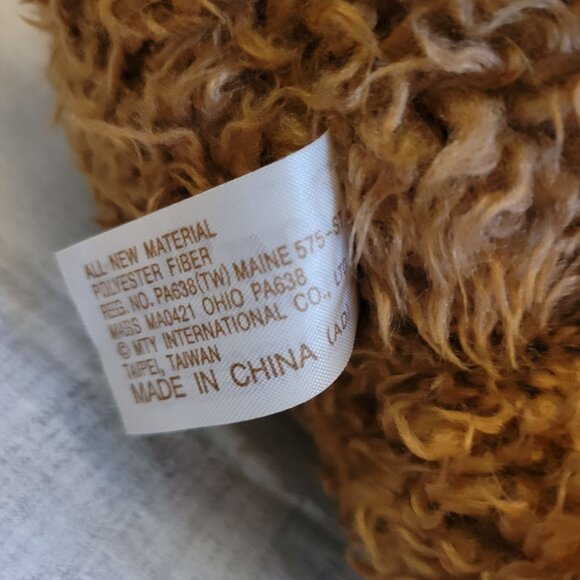 ALL NEW MATERIAL
POLYESTER FIBER
REG. NO. PA638(TW) MAINE 575-S
MASS MA0421 OHIO PA638
© MTY INTERNATIONAL CO., LTD
TAIPEI, TAIWAN
MADE IN CHINA (AD